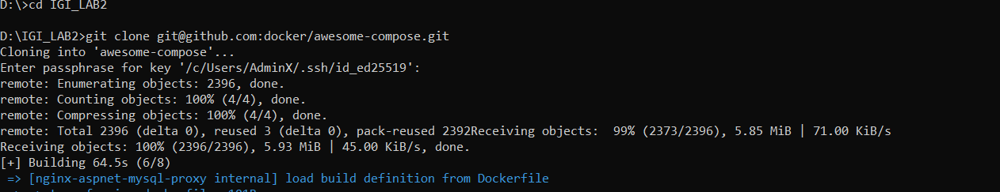 D:\>cd IGI_LAB2
D:\IGI_LAB2>git clone git@github.com:docker/awesome-compose.git
Cloning into 'awesome-compose'...
Enter passphrase for key '/c/Users/AdminX/.ssh/id_ed25519':
remote: Enumerating objects: 2396, done.
remote: Counting objects: 100% (4/4), done.
remote: Compressing objects: 100% (4/4), done.
remote: Total 2396 (delta 0), reused 3 (delta 0), pack-reused 2392Receiving objects:  99% (2373/2396), 5.85 MiB | 71.00 KiB/s
Receiving objects: 100% (2396/2396), 5.93 MiB | 45.00 KiB/s, done.
[+] Building 64.5s (6/8)
=> [nginx-aspnet-mysql-proxy internal] load build definition from Dockerfile